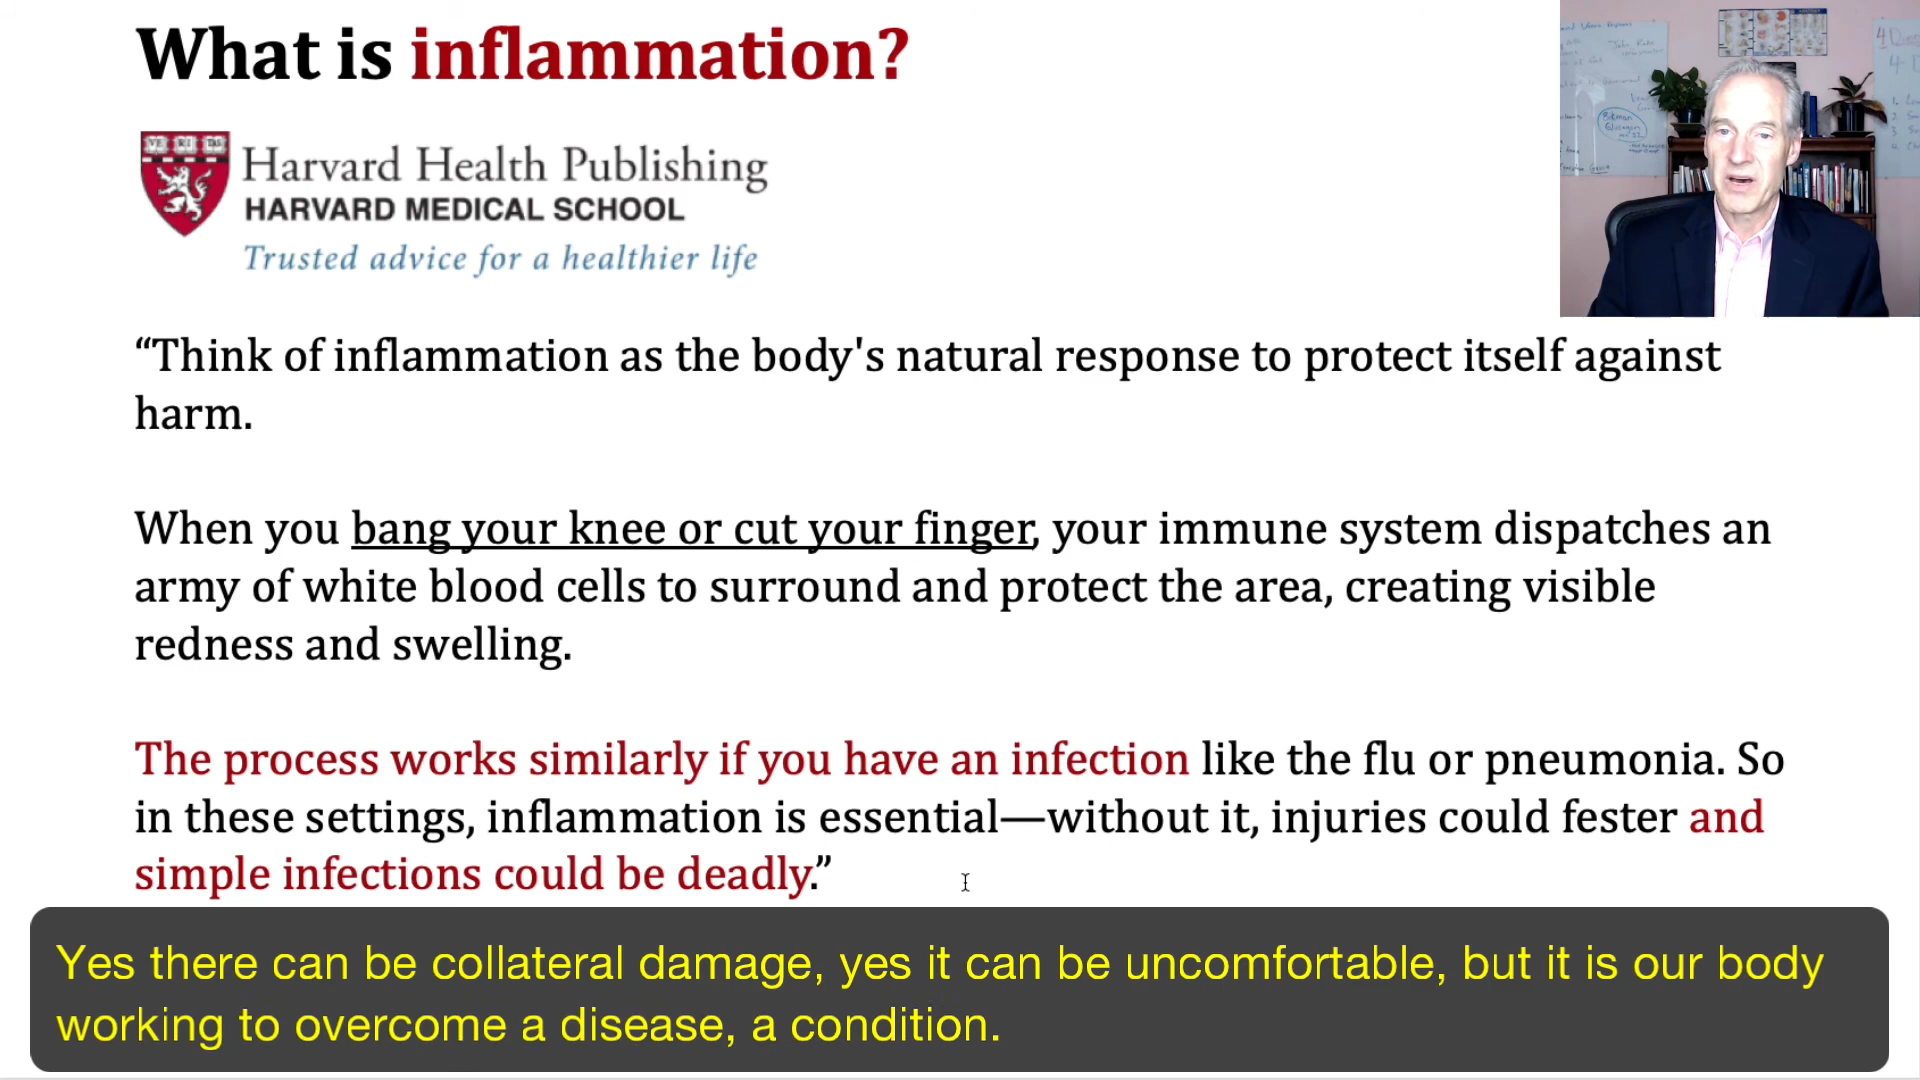 What is inflammation?
Harvard Health Publishing
HARVARD MEDICAL SCHOOL
Trusted advice for a healthier life
“Think of inflammation as the body's natural response to protect itself against
harm.
When you bang your knee or cut your finger, your immune system dispatches an
army of white blood cells to surround and protect the area, creating visible
redness and swelling.
The process works similarly if you have an infection like the flu or pneumonia. So
in these settings, inflammation is essential—without it, injuries could fester and
simple infections could be deadly.”
Yes there can be collateral damage, yes it can be uncomfortable, but it is our body
working to overcome a disease, a condition.